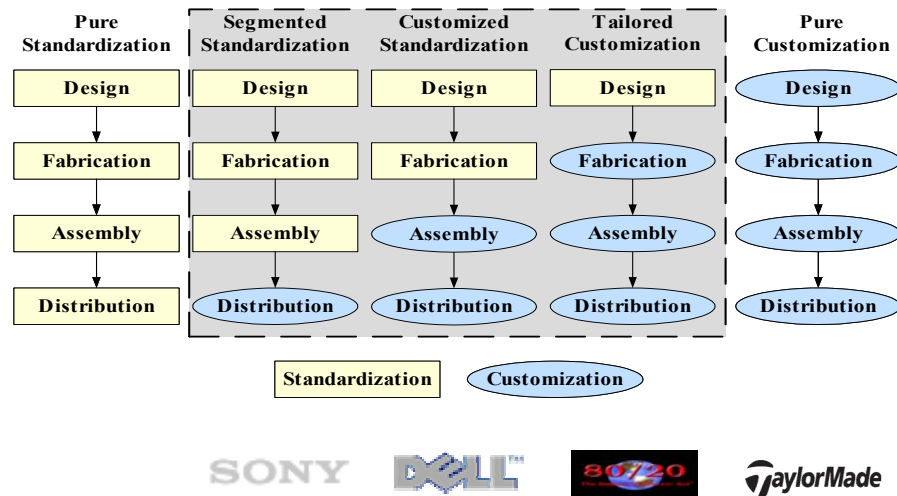 Pure
Standardization
Segmented
Standardization
Customized
Standardization
Tailored
Customization
Pure
Customization
Design
Design
Design
Design
Design
Fabrication
Fabrication
Fabrication
Fabrication
Fabrication
Assembly
Assembly
Assembly
Assembly
Assembly
Distribution
Distribution
Distribution
Distribution
Distribution
Standardization
Customization
SONY
DELL™
80/20
TaylorMade